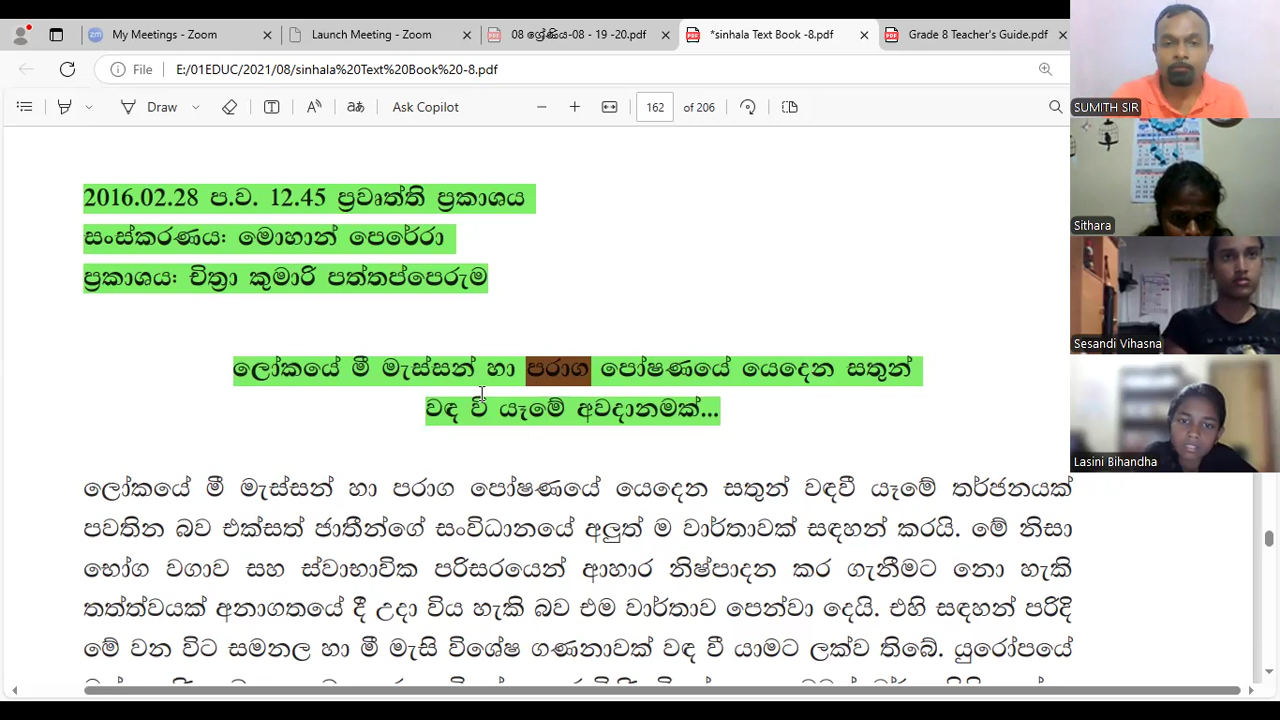 My Meetings - Zoom
Launch Meeting - Zoom
08 ශ්‍රේණිය-08 - 19 -20.pdf
*sinhala Text Book -8.pdf
Grade 8 Teacher's Guide.pdf
File
E:/01EDUC/2021/08/sinhala%20Text%20Book%20-8.pdf
Draw
Ask Copilot
162 of 206
2016.02.28 ප.ව. 12.45 ප්‍රවෘත්ති ප්‍රකාශය
සංස්කරණය: මොහාන් පෙරේරා
ප්‍රකාශය: චිත්‍රා කුමාරි පත්තප්පෙරුම
ලෝකයේ මී මැස්සන් හා පරාග පෝෂණයේ යෙදෙන සතුන්
වඳ වී යෑමේ අවදානමක්...
ලෝකයේ මී මැස්සන් හා පරාග පෝෂණයේ යෙදෙන සතුන් වඳවී යෑමේ තර්ජනයක්
පවතින බව එක්සත් ජාතීන්ගේ සංවිධානයේ අලුත් ම වාර්තාවක් සඳහන් කරයි. මේ නිසා
භෝග වගාව සහ ස්වාභාවික පරිසරයෙන් ආහාර නිෂ්පාදන කර ගැනීමට නො හැකි
තත්ත්වයක් අනාගතයේ දී උදා විය හැකි බව එම වාර්තාව පෙන්වා දෙයි. එහි සඳහන් පරිදි
මේ වන විට සමනල හා මී මැසි විශේෂ ගණනාවක් වඳ වී යාමට ලක්ව තිබේ. යුරෝපයේ
SUMITH SIR
Sithara
Sesandi Vihasna
Lasini Bihandha